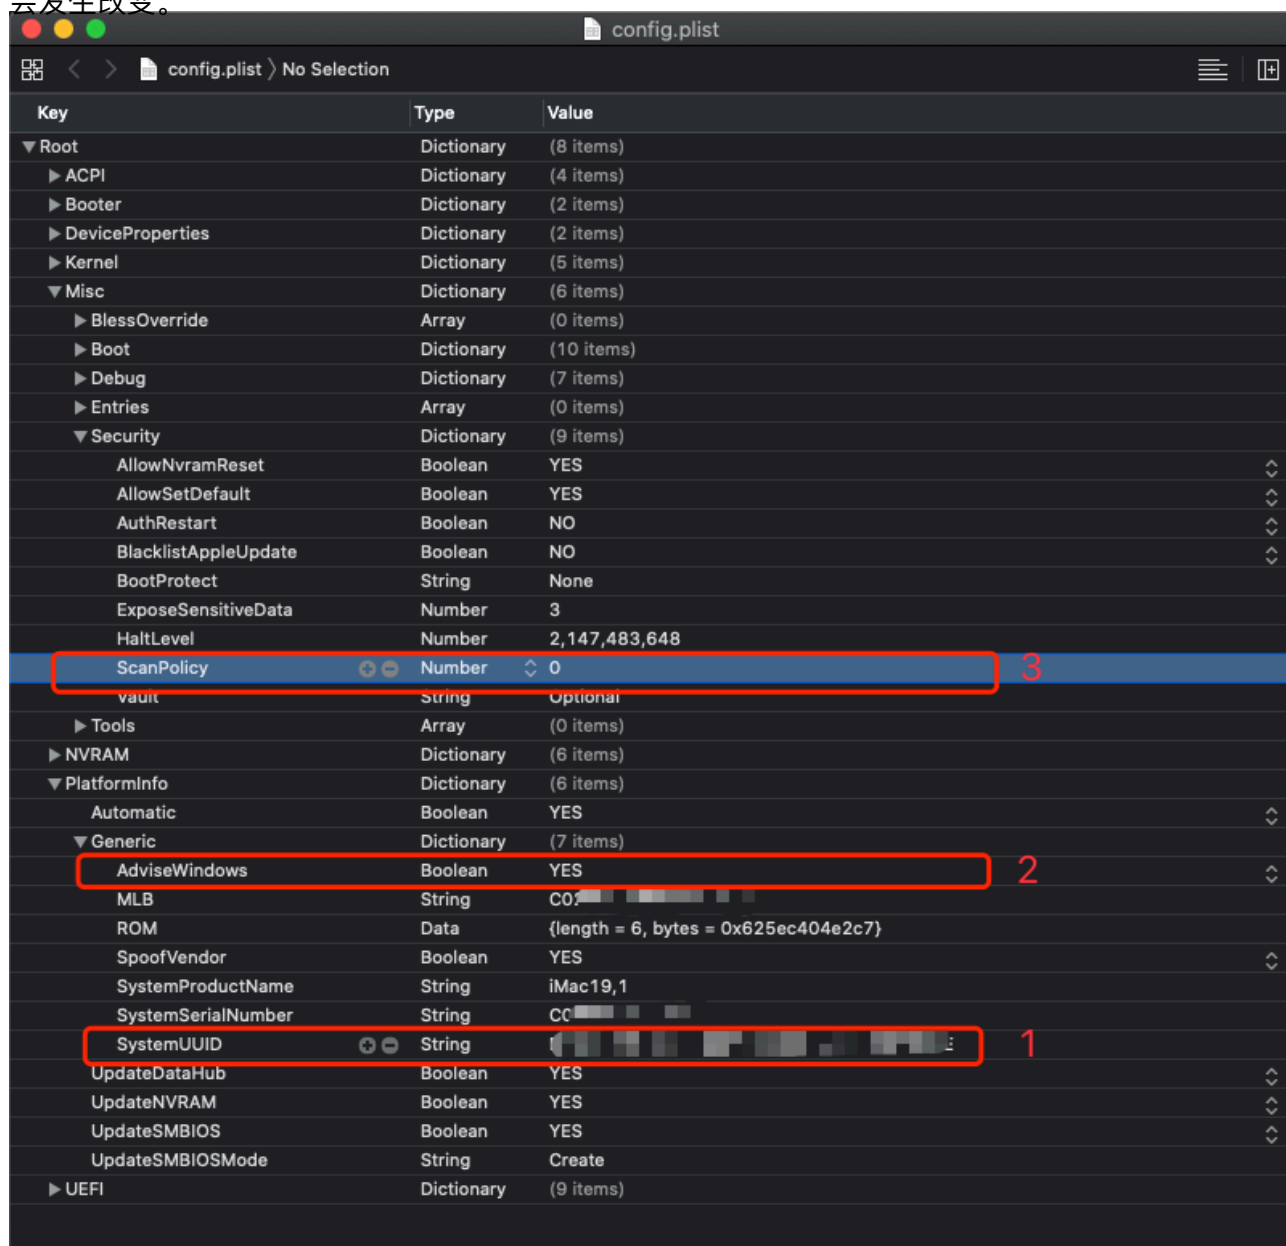 会发生改变。
config.plist
config.plist 〉No Selection
Key Type Value
Root Dictionary (8 items)
ACPI Dictionary (4 items)
Booter Dictionary (2 items)
DeviceProperties Dictionary (2 items)
Kernel Dictionary (5 items)
Misc Dictionary (6 items)
BlessOverride Array (0 items)
Boot Dictionary (10 items)
Debug Dictionary (7 items)
Entries Array (0 items)
Security Dictionary (9 items)
AllowNvramReset Boolean YES
AllowSetDefault Boolean YES
AuthRestart Boolean NO
BlacklistAppleUpdate Boolean NO
BootProtect String None
ExposeSensitiveData Number 3
HaltLevel Number 2,147,483,648
ScanPolicy Number 0 3
Vault String Optional
Tools Array (0 items)
NVRAM Dictionary (6 items)
PlatformInfo Dictionary (6 items)
Automatic Boolean YES
Generic Dictionary (7 items)
AdviseWindows Boolean YES 2
MLB String C02
ROM Data {length = 6, bytes = 0x625ec404e2c7}
SpoofVendor Boolean YES
SystemProductName String iMac19,1
SystemSerialNumber String C0
SystemUUID String E 1
UpdateDataHub Boolean YES
UpdateNVRAM Boolean YES
UpdateSMBIOS Boolean YES
UpdateSMBIOSMode String Create
UEFI Dictionary (9 items)